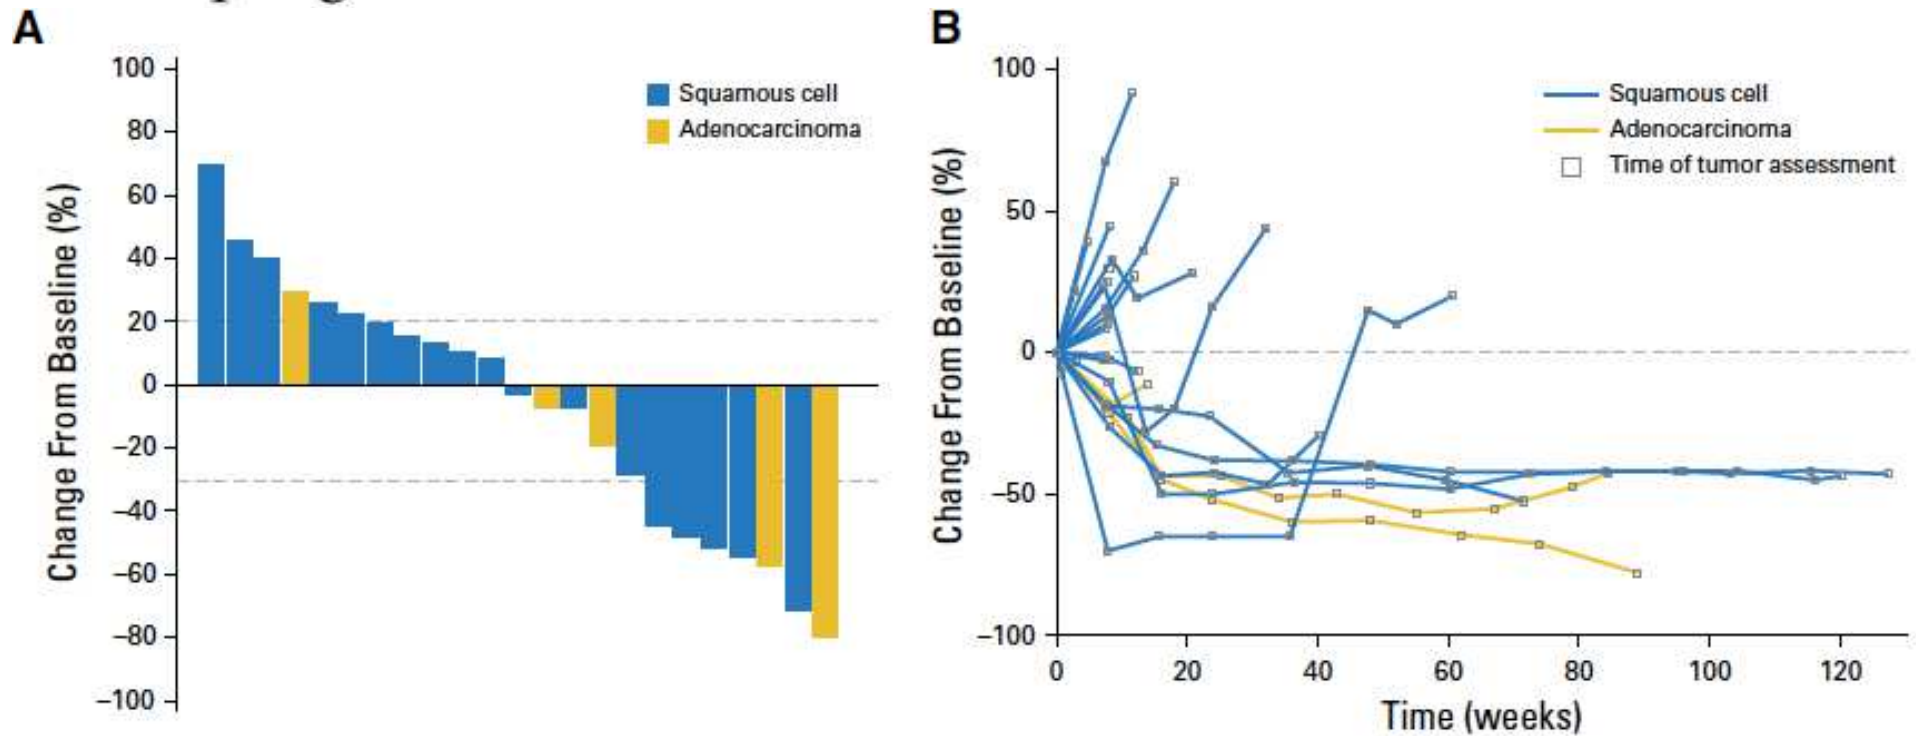 A
Change From Baseline (%)
100
80
60
40
20
0
–20
–40
–60
–80
–100
Squamous cell
Adenocarcinoma
B
Change From Baseline (%)
100
50
0
–50
–100
Squamous cell
Adenocarcinoma
Time of tumor assessment
0 20 40 60 80 100 120
Time (weeks)